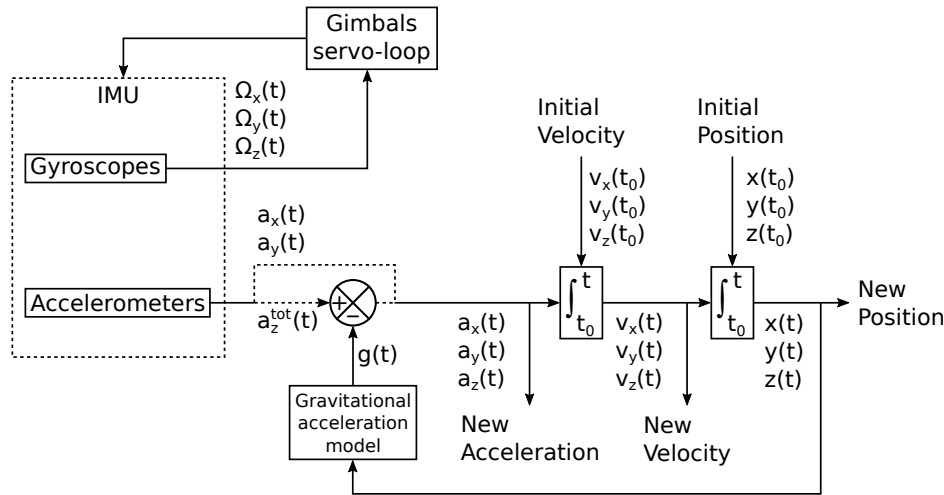 Gimbals
servo-loop
IMU
Ωx(t)
Ωy(t)
Ωz(t)
Gyroscopes
Initial
Velocity
Initial
Position
vx(t0)
vy(t0)
vz(t0)
x(t0)
y(t0)
z(t0)
ax(t)
ay(t)
Accelerometers
+
−
az^tot(t)
∫ t
t0
∫ t
t0
New
Position
g(t)
ax(t)
ay(t)
az(t)
vx(t)
vy(t)
vz(t)
x(t)
y(t)
z(t)
Gravitational
acceleration
model
New
Acceleration
New
Velocity